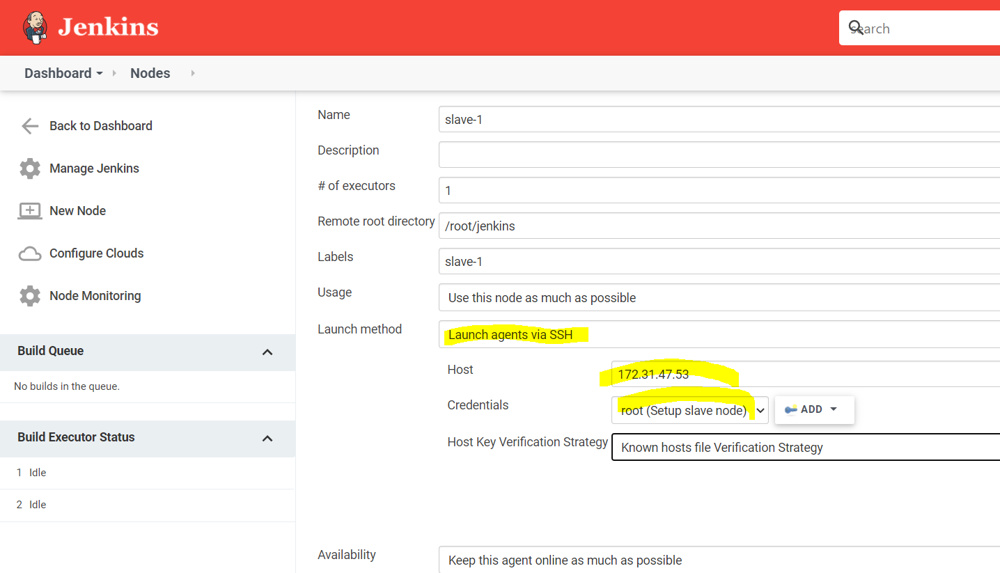 Jenkins
search
Dashboard
Nodes
Back to Dashboard
Manage Jenkins
New Node
Configure Clouds
Node Monitoring
Build Queue
No builds in the queue.
Build Executor Status
1 Idle
2 Idle
Name
slave-1
Description
# of executors
1
Remote root directory
/root/jenkins
Labels
slave-1
Usage
Use this node as much as possible
Launch method
Launch agents via SSH
Host
172.31.47.53
Credentials
root (Setup slave node)
ADD
Host Key Verification Strategy
Known hosts file Verification Strategy
Availability
Keep this agent online as much as possible